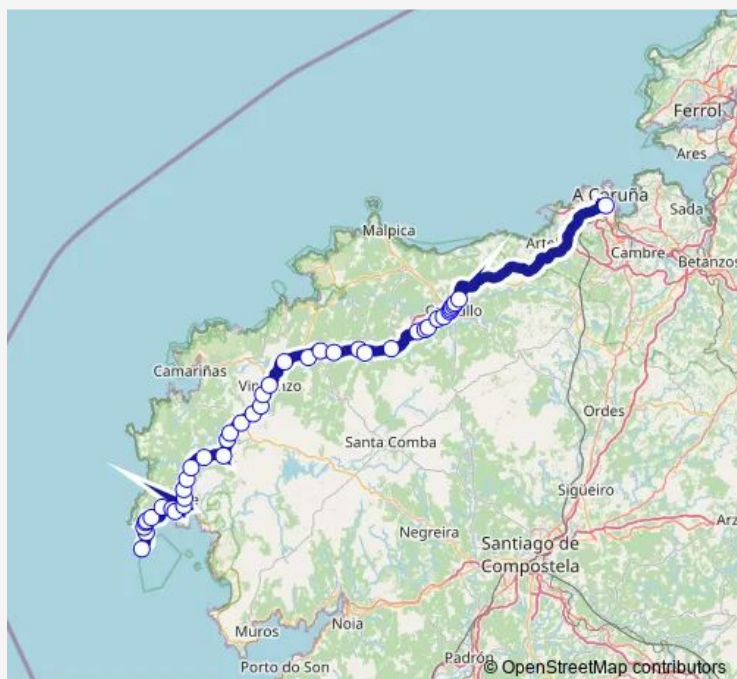 Ferrol
Ares
A Coruña
Sada
Malpica
Cambre
Betanzos
Camariñas
Ordes
Santa Comba
Sigüeiro
Negreira
Santiago de
Compostela
Noia
Muros
Porto do Son
Padrón
© OpenStreetMap contributors